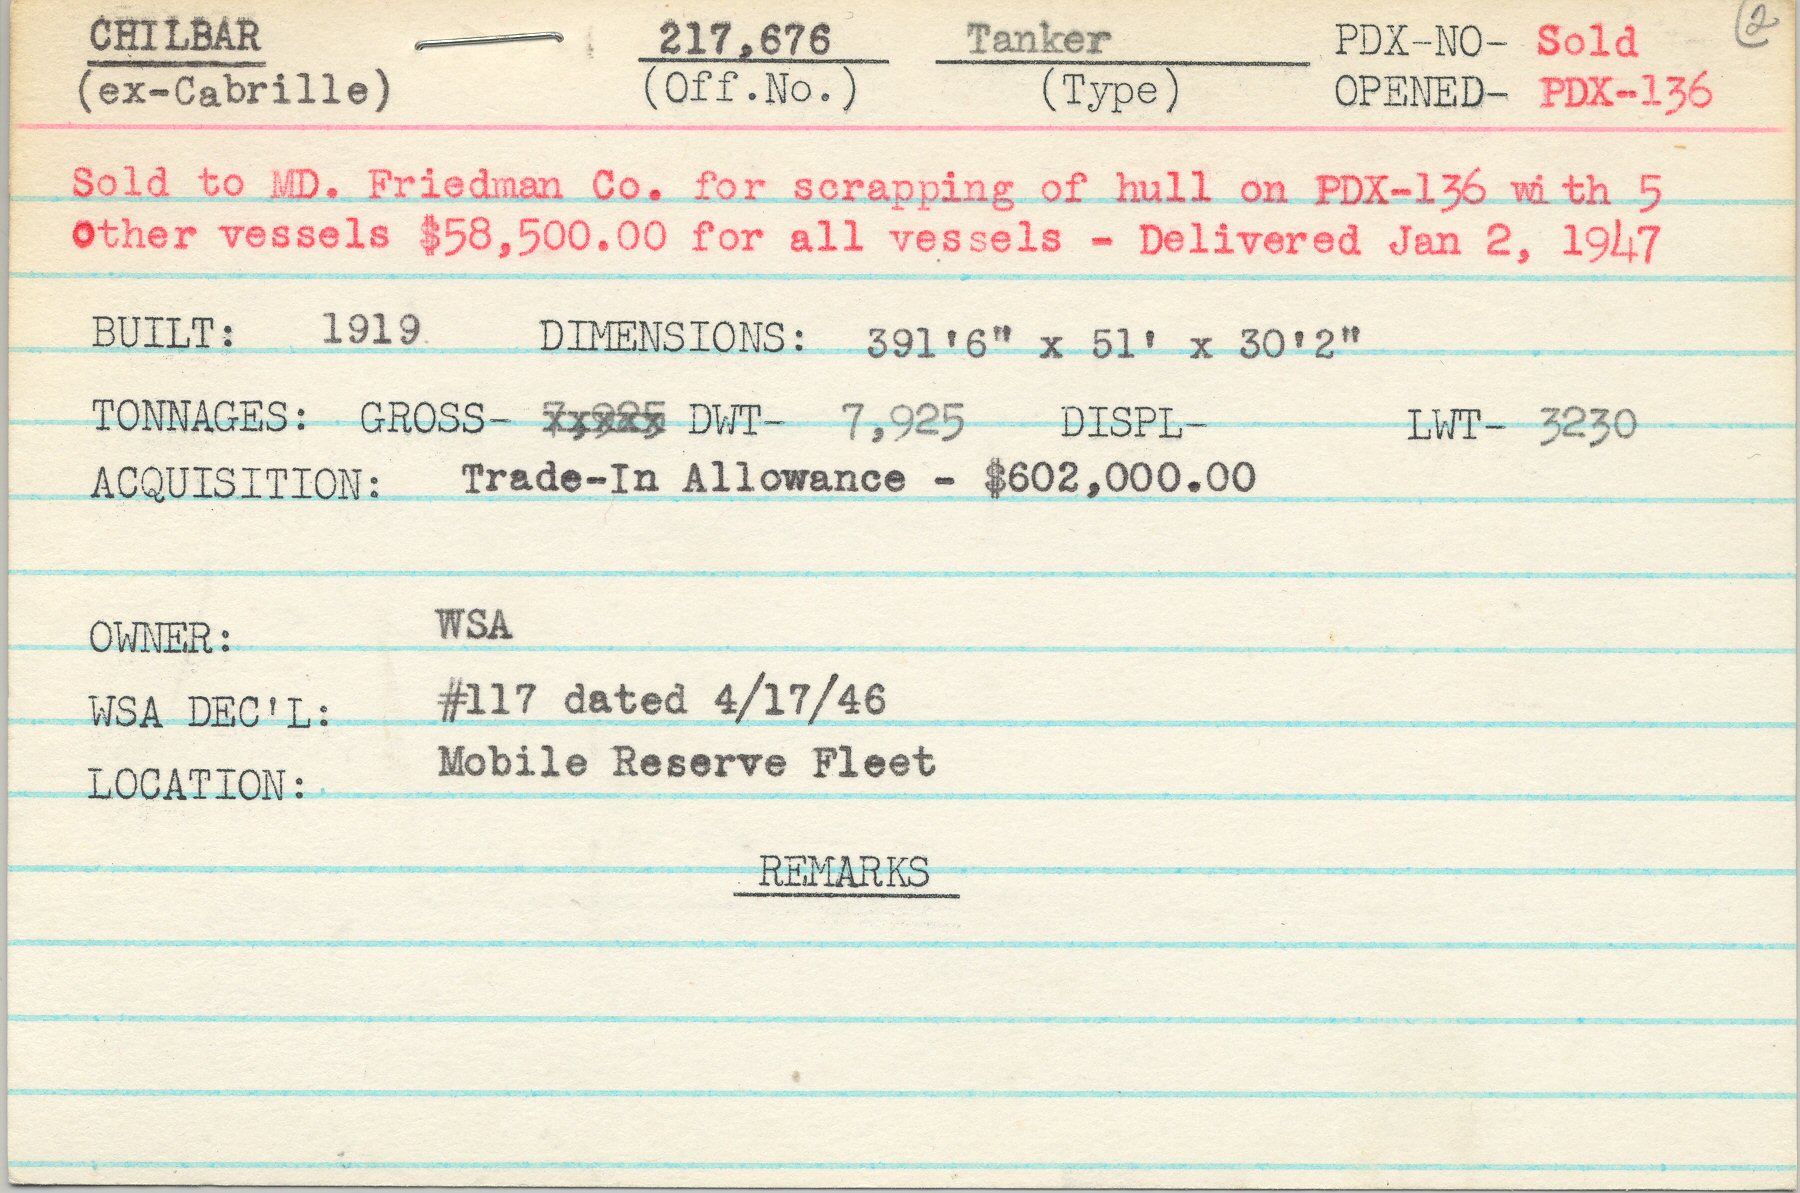 CHILBAR 217,676 Tanker PDX-NO- Sold (2
(ex-Cabrille) (Off.No.) (Type) OPENED- PDX-136
Sold to MD. Friedman Co. for scrapping of hull on PDX-136 with 5
other vessels $58,500.00 for all vessels - Delivered Jan 2, 1947
BUILT: 1919 DIMENSIONS: 391'6" x 51' x 30'2"
TONNAGES: GROSS- 7,925 DWT- 7,925 DISPL- LWT- 3230
ACQUISITION: Trade-In Allowance - $602,000.00
OWNER: WSA
WSA DEC'L: #117 dated 4/17/46
LOCATION: Mobile Reserve Fleet
REMARKS